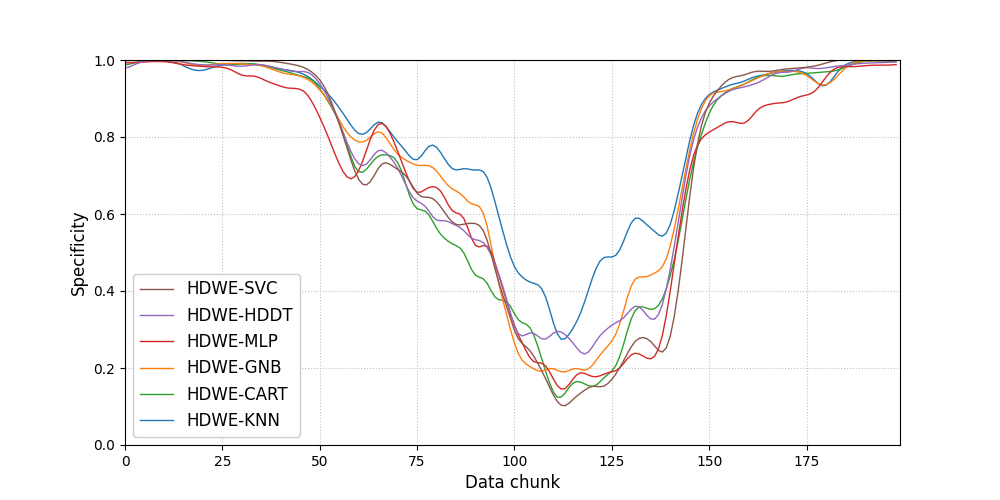 1.0
0.8
0.6
0.4
0.2
0.0
Specificity
HDWE-SVC
HDWE-HDDT
HDWE-MLP
HDWE-GNB
HDWE-CART
HDWE-KNN
0 25 50 75 100 125 150 175
Data chunk